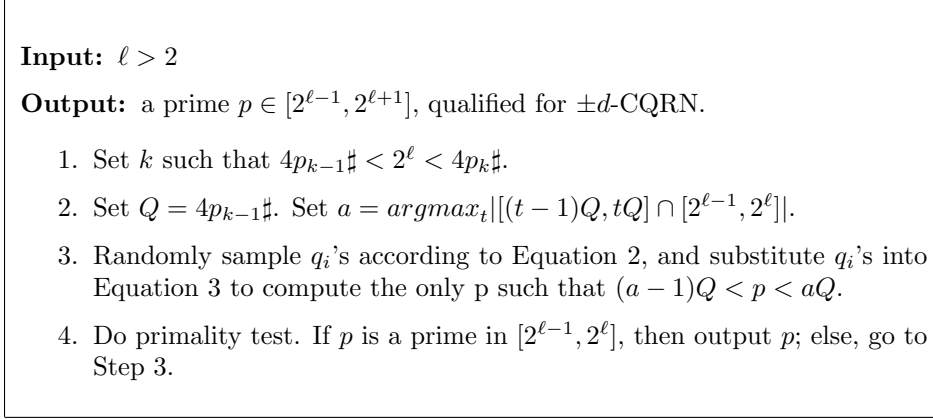 Input: ℓ > 2
Output: a prime p ∈ [2^{ℓ−1}, 2^{ℓ+1}], qualified for ±d-CQRN.
1. Set k such that 4p_{k−1}♯ < 2^ℓ < 4p_k♯.
2. Set Q = 4p_{k−1}♯. Set a = argmax_t|[(t − 1)Q, tQ] ∩ [2^{ℓ−1}, 2^ℓ]|.
3. Randomly sample q_i's according to Equation 2, and substitute q_i's into
Equation 3 to compute the only p such that (a − 1)Q < p < aQ.
4. Do primality test. If p is a prime in [2^{ℓ−1}, 2^ℓ], then output p; else, go to
Step 3.